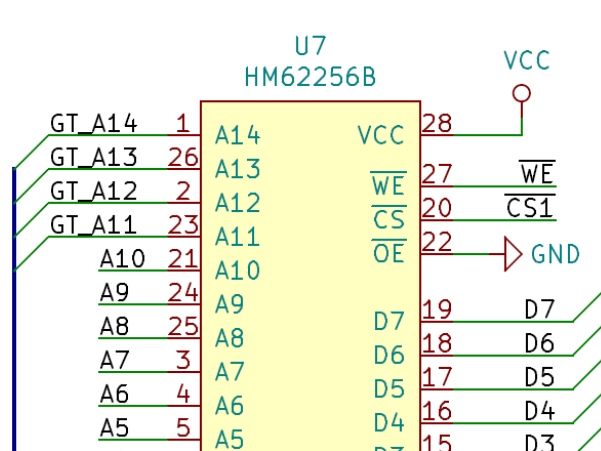 U7
HM62256B
VCC
GT_A14 1 A14 VCC 28
GT_A13 26 A13
WE 27 WE
GT_A12 2 A12
CS 20 CS1
GT_A11 23 A11
OE 22 GND
A10 21 A10
A9 24 A9
D7 19 D7
A8 25 A8
D6 18 D6
A7 3 A7
D5 17 D5
A6 4 A6
D4 16 D4
A5 5 A5
D3 15 D3